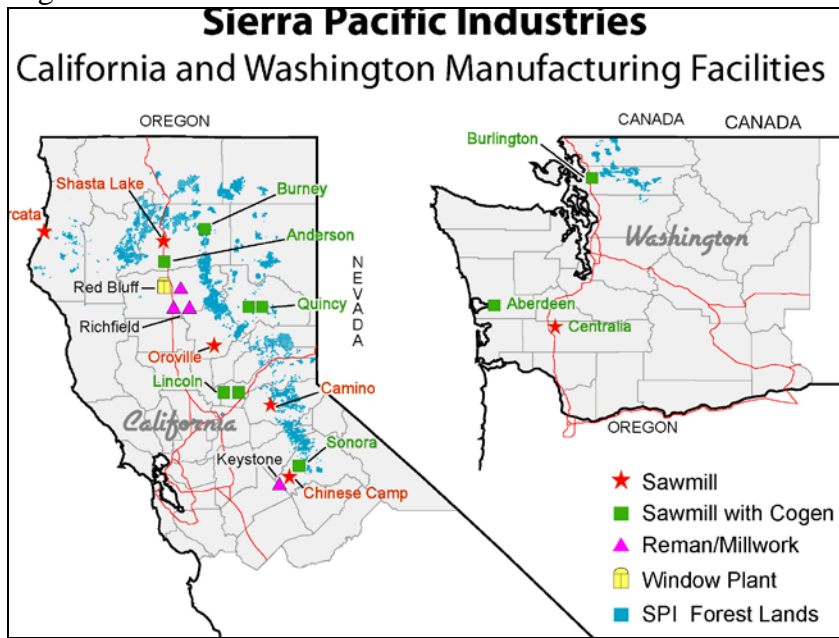 Sierra Pacific Industries
California and Washington Manufacturing Facilities
OREGON
CANADA
CANADA
Burlington
Shasta Lake
Burney
rcata
Anderson
Washington
NEVADA
Red Bluff
Quincy
Aberdeen
Richfield
Centralia
Oroville
Lincoln
Camino
California
OREGON
Sonora
Keystone
Chinese Camp
Sawmill
Sawmill with Cogen
Reman/Millwork
Window Plant
SPI Forest Lands